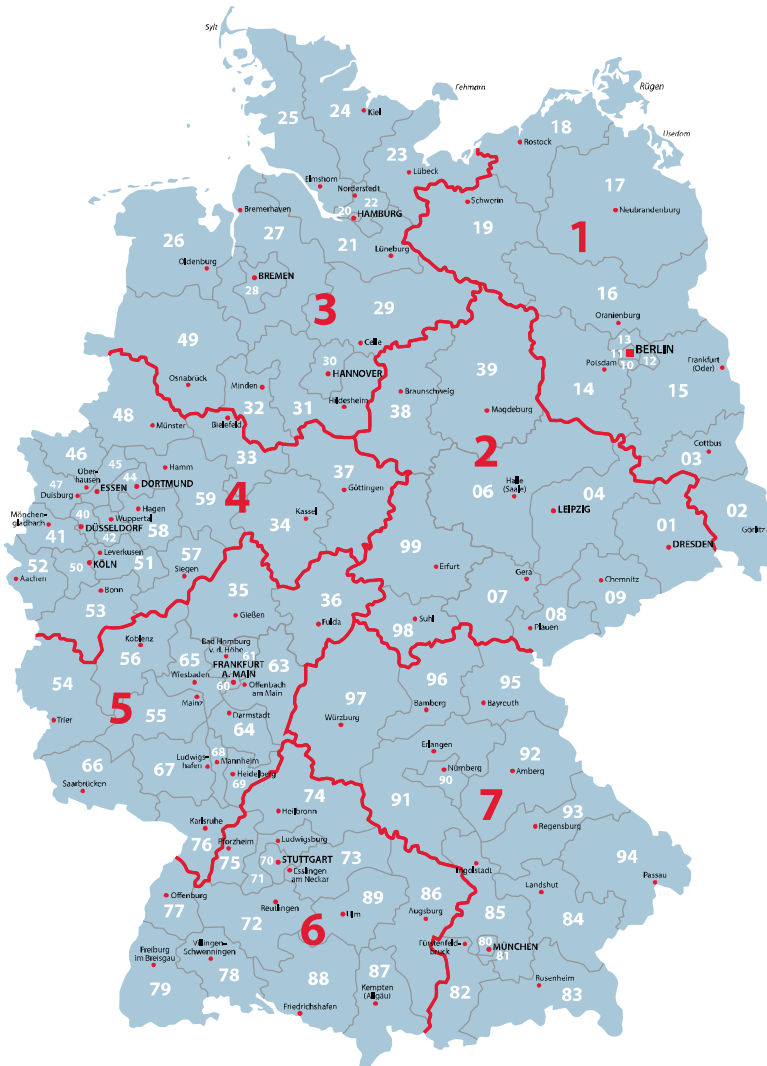 Sylt
Fehmarn
Rügen
Usedom
25
24
Kiel
23
18
Rostock
Lübeck
17
Elmshorn
Norderstedt
22
20
HAMBURG
Schwerin
19
Neubrandenburg
1
Bremerhaven
27
26
21
Lüneburg
Oldenburg
BREMEN
28
3
29
16
Oranienburg
49
Celle
13
11
BERLIN
12
10
Potsdam
Frankfurt
(Oder)
30
HANNOVER
39
14
15
Osnabrück
Minden
Braunschweig
38
32
31
Hildesheim
Magdeburg
48
Bielefeld
Münster
2
Cottbus
03
46
45
33
Hamm
37
Ober-
hausen
47
44
ESSEN
DORTMUND
Duisburg
59
4
Göttingen
06
Halle
(Saale)
04
LEIPZIG
02
Görlitz
Mönchen-
gladbach
40
Hagen
Wuppertal
DÜSSELDORF
41
42
58
34
Kassel
01
DRESDEN
Leverkusen
52
50
KÖLN
51
57
Siegen
99
Erfurt
Aachen
Bonn
53
Gera
Chemnitz
07
09
35
Gießen
36
Fulda
98
Suhl
08
Plauen
Koblenz
56
Bad Homburg
v. d. Höhe
65
61
63
FRANKFURT
A. MAIN
60
Offenbach
am Main
Wiesbaden
54
5
Mainz
55
Trier
Darmstadt
64
97
Würzburg
96
Bamberg
95
Bayreuth
Erlangen
92
66
67
68
Ludwigs-
hafen
Mannheim
69
Heidelberg
Nürnberg
90
Amberg
Saarbrücken
74
Heilbronn
91
7
93
Regensburg
Karlsruhe
76
Pforzheim
75
Ludwigsburg
70
STUTTGART
71
Esslingen
am Neckar
73
94
Passau
Ingolstadt
Offenburg
77
Reutlingen
72
89
86
Landshut
6
Ulm
Augsburg
85
84
Villingen-
Schwenningen
Freiburg
im Breisgau
79
78
88
87
Kempten
(Allgäu)
Friedrichshafen
Fürstenfeld-
bruck
80
MÜNCHEN
81
82
Rosenheim
83